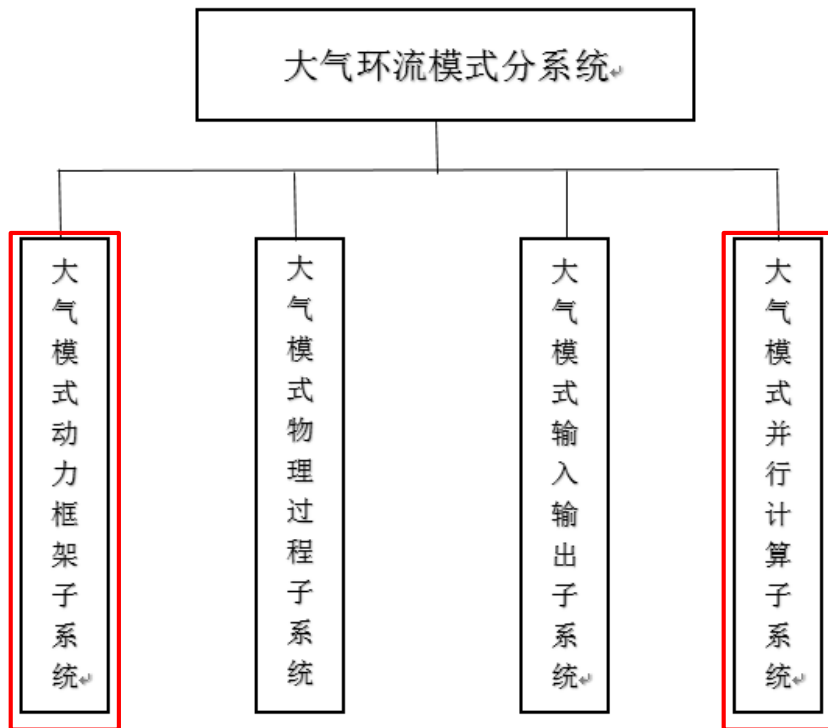 大气环流模式分系统
大气模式动力框架子系统
大气模式物理过程子系统
大气模式输入输出子系统
大气模式并行计算子系统